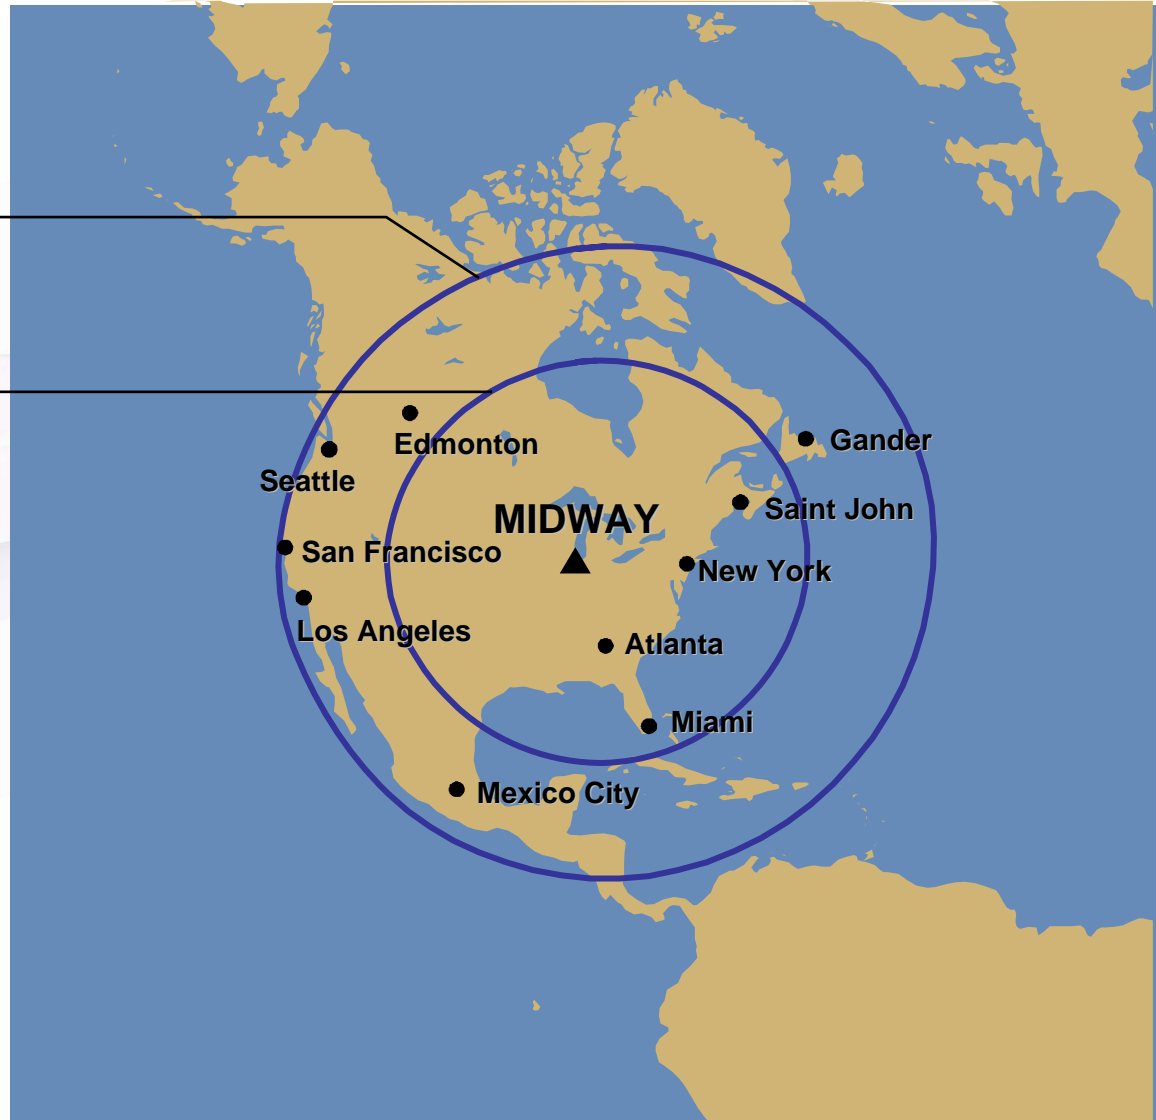 Edmonton
Gander
Seattle
MIDWAY
Saint John
San Francisco
New York
Los Angeles
Atlanta
Miami
Mexico City